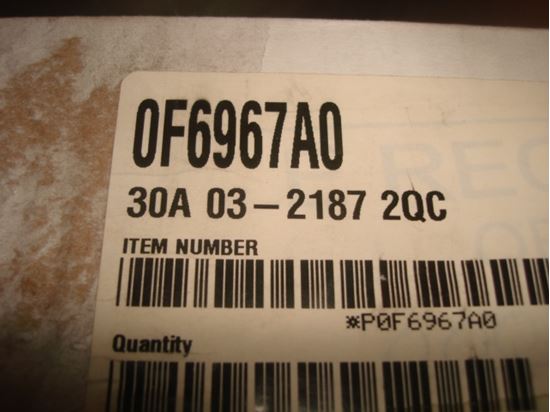 0F6967A0
30A 03-2187 2QC
ITEM NUMBER
*P0F6967A0
Quantity